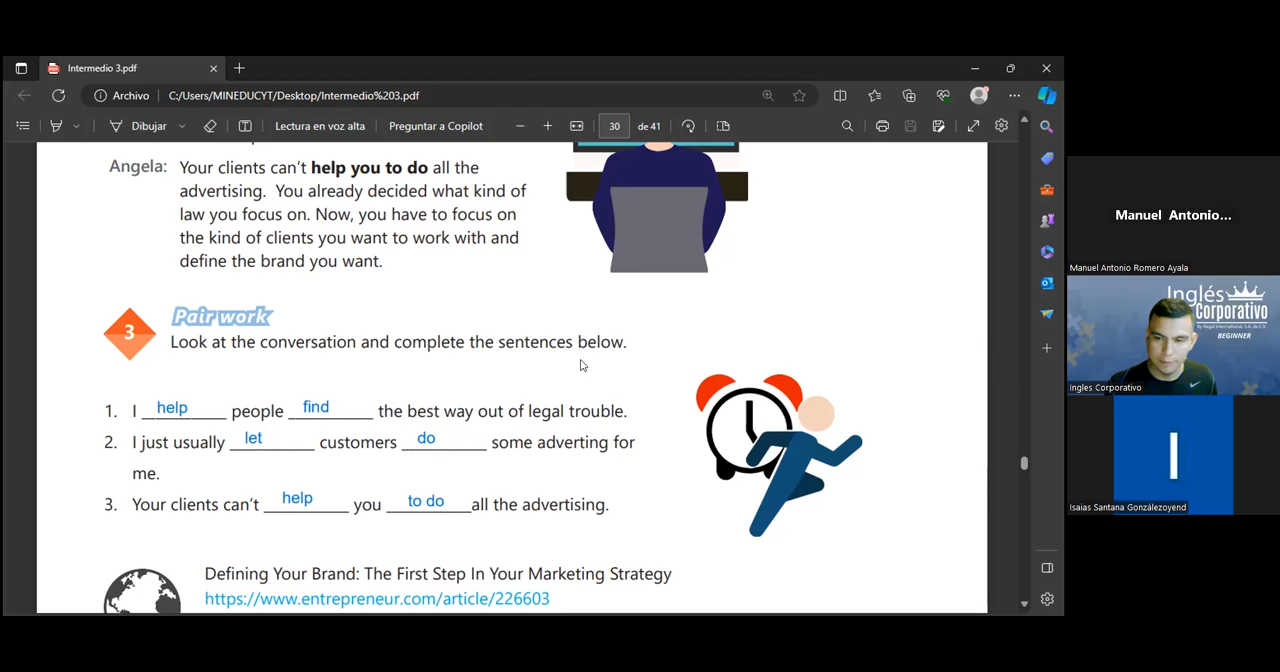 Intermedio 3.pdf
Archivo C:/Users/MINEDUCYT/Desktop/Intermedio%203.pdf
Dibujar Lectura en voz alta Preguntar a Copilot 30 de 41
Angela: Your clients can't help you to do all the
advertising. You already decided what kind of
law you focus on. Now, you have to focus on
the kind of clients you want to work with and
define the brand you want.
3 Pair work
Look at the conversation and complete the sentences below.
1. I help people find the best way out of legal trouble.
2. I just usually let customers do some adverting for
me.
3. Your clients can't help you to do all the advertising.
Defining Your Brand: The First Step In Your Marketing Strategy
https://www.entrepreneur.com/article/226603
Manuel Antonio...
Manuel Antonio Romero Ayala
Inglés
Corporativo
By Regal International, S.A. de C.V.
BEGINNER
Ingles Corporativo
I
Isaias Santana Gonzálezoyend